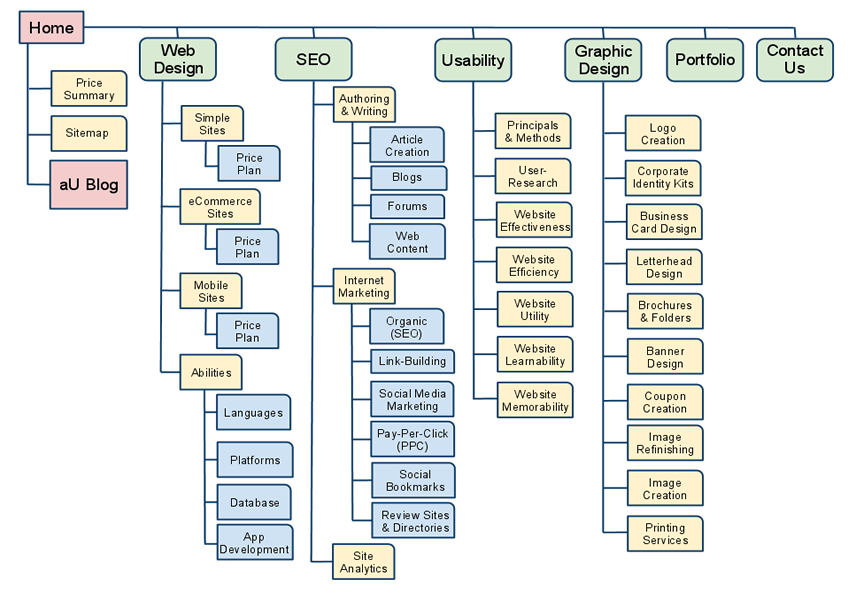 Home
Price
Summary
Sitemap
aU Blog
Web
Design
Simple
Sites
Price
Plan
eCommerce
Sites
Price
Plan
Mobile
Sites
Price
Plan
Abilities
Languages
Platforms
Database
App
Development
SEO
Authoring
& Writing
Article
Creation
Blogs
Forums
Web
Content
Internet
Marketing
Organic
(SEO)
Link-Building
Social Media
Marketing
Pay-Per-Click
(PPC)
Social
Bookmarks
Review Sites
& Directories
Site
Analytics
Usability
Principals
& Methods
User-
Research
Website
Effectiveness
Website
Efficiency
Website
Utility
Website
Learnability
Website
Memorability
Graphic
Design
Logo
Creation
Corporate
Identity Kits
Business
Card Design
Letterhead
Design
Brochures
& Folders
Banner
Design
Coupon
Creation
Image
Refinishing
Image
Creation
Printing
Services
Portfolio
Contact
Us